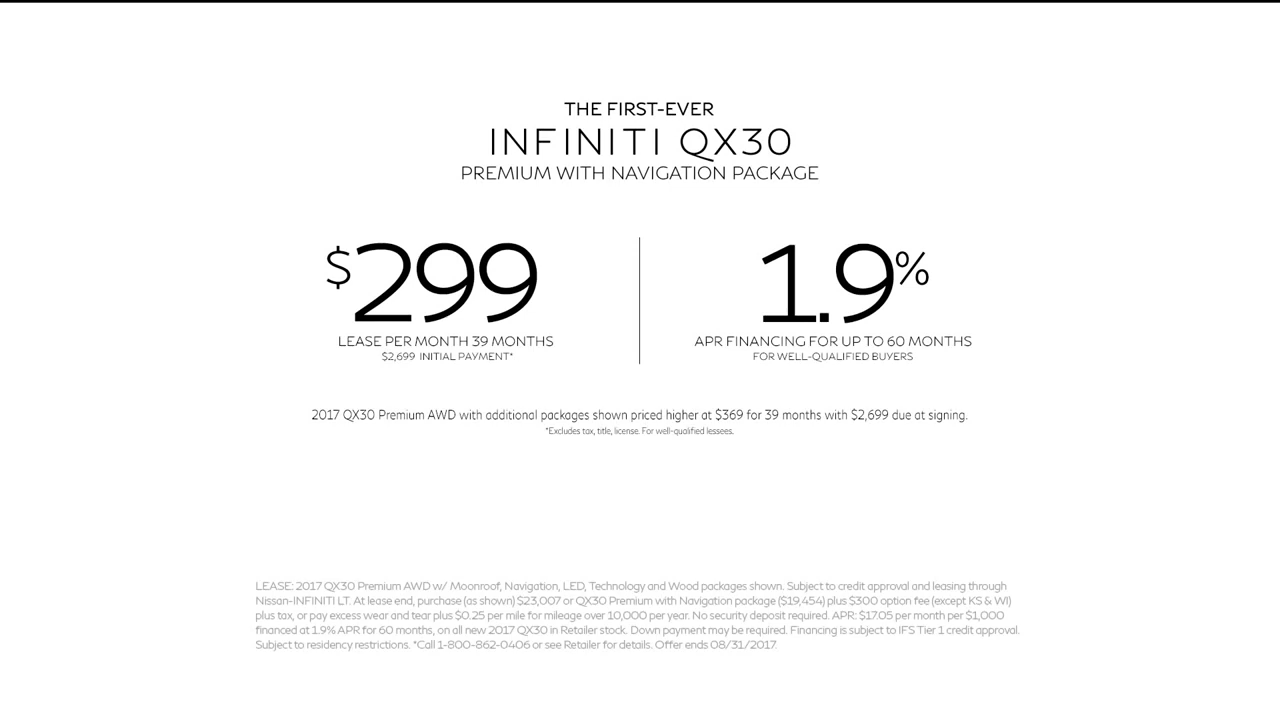 THE FIRST-EVER
INFINITI QX30
PREMIUM WITH NAVIGATION PACKAGE
$299
LEASE PER MONTH 39 MONTHS
$2,699 INITIAL PAYMENT*
1.9%
APR FINANCING FOR UP TO 60 MONTHS
FOR WELL-QUALIFIED BUYERS
2017 QX30 Premium AWD with additional packages shown priced higher at $369 for 39 months with $2,699 due at signing.
*Excludes tax, title, license. For well-qualified lessees.
LEASE: 2017 QX30 Premium AWD w/ Moonroof, Navigation, LED, Technology and Wood packages shown. Subject to credit approval and leasing through
Nissan-INFINITI LT. At lease end, purchase (as shown) $23,007 or QX30 Premium with Navigation package ($19,454) plus $300 option fee (except KS & WI)
plus tax, or pay excess wear and tear plus $0.25 per mile for mileage over 10,000 per year. No security deposit required. APR: $17.05 per month per $1,000
financed at 1.9% APR for 60 months, on all new 2017 QX30 in Retailer stock. Down payment may be required. Financing is subject to IFS Tier 1 credit approval.
Subject to residency restrictions. *Call 1-800-862-0406 or see Retailer for details. Offer ends 08/31/2017.